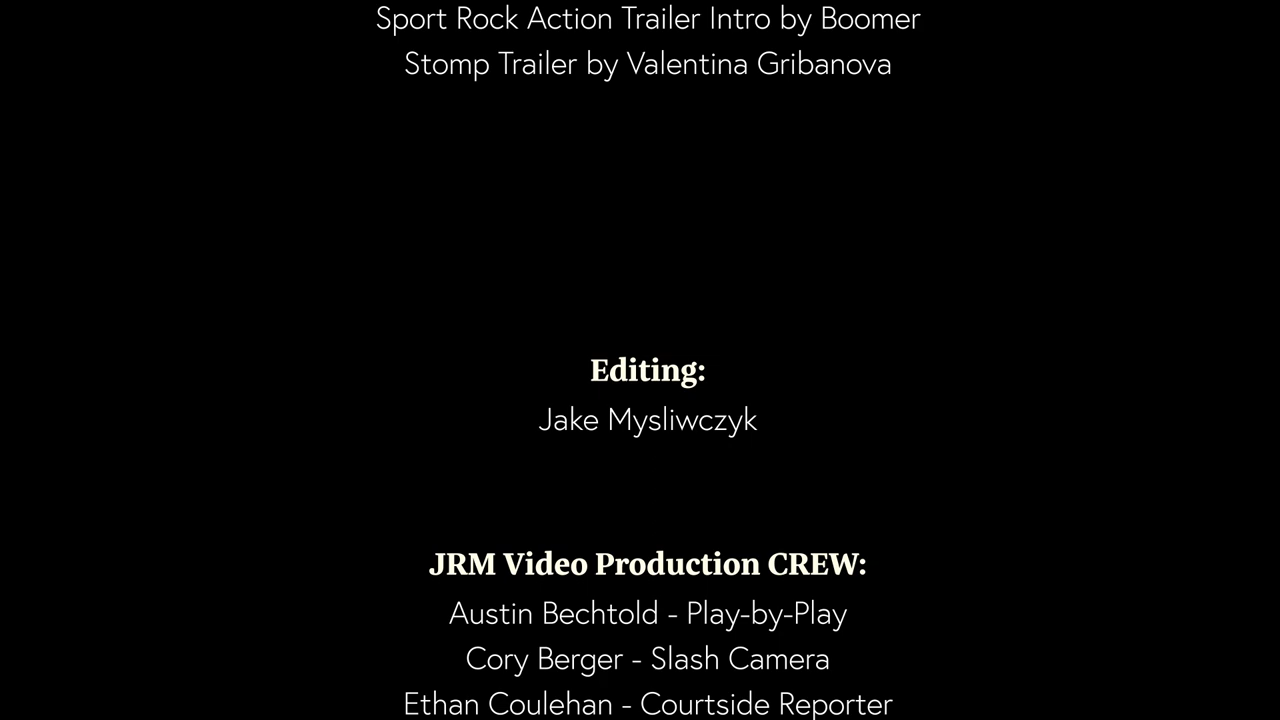 Sport Rock Action Trailer Intro by Boomer
Stomp Trailer by Valentina Gribanova
Editing:
Jake Mysliwczyk
JRM Video Production CREW:
Austin Bechtold - Play-by-Play
Cory Berger - Slash Camera
Ethan Coulehan - Courtside Reporter